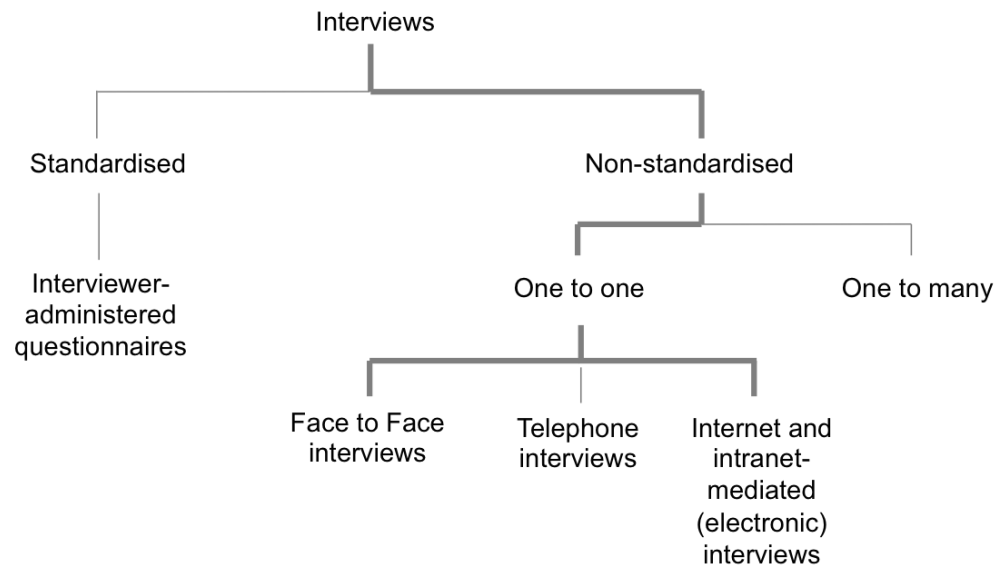 Interviews
Standardised
Non-standardised
Interviewer-
administered
questionnaires
One to one
One to many
Face to Face
interviews
Telephone
interviews
Internet and
intranet-
mediated
(electronic)
interviews